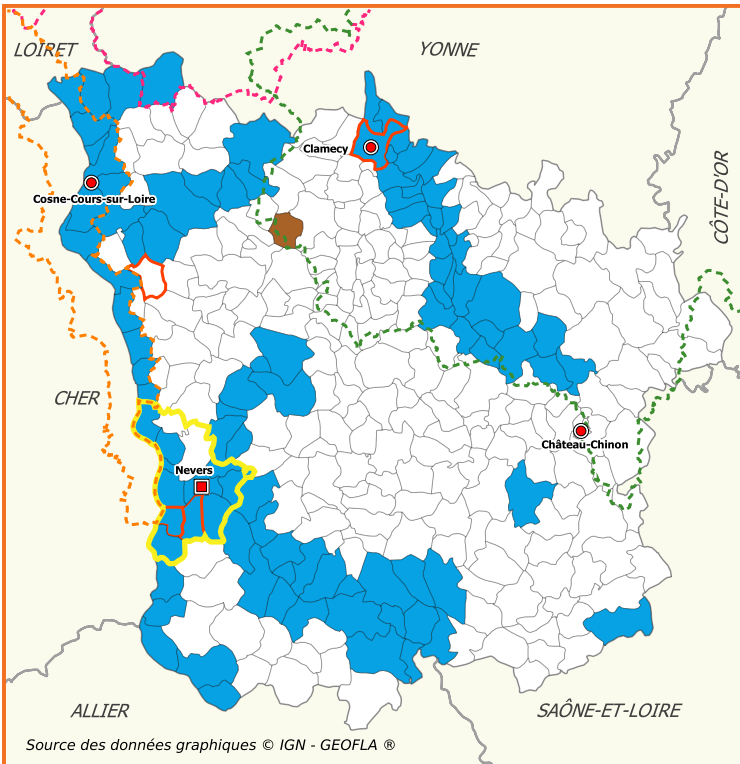 LOIRET
YONNE
Clamecy
CÔTE-D'OR
Cosne-Cours-sur-Loire
CHER
Château-Chinon
Nevers
ALLIER
SAÔNE-ET-LOIRE
Source des données graphiques © IGN - GEOFLA ®